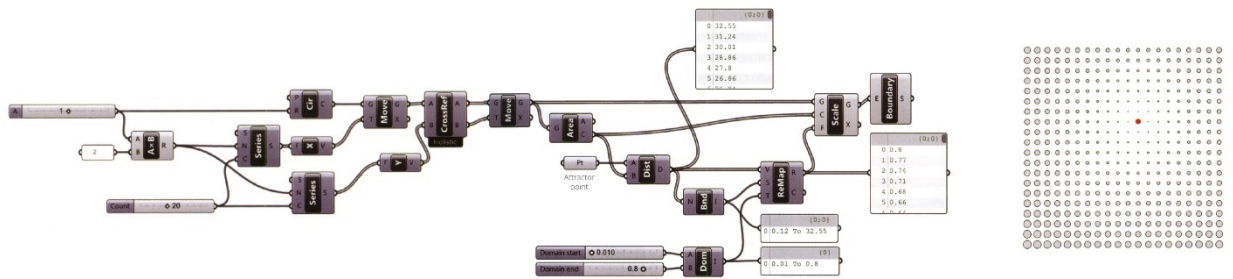 {0;0}
0 32.55
1 31.24
2 30.01
3 28.86
4 27.8
5 26.86
A 1
P
R
Cir
C
G
T
Move
G
X
A
B
CrossRef
A
B
Holistic
G
T
Move
G
X
G
C
F
Scale
G
X
E
Boundary
S
2
A
B
A×B
R
S
N
C
Series
S
F
X
V
G
Area
A
C
Pt
Attractor
point
A
B
Dist
D
S
N
C
Series
S
F
Y
V
Count 20
N
Bnd
I
V
S
T
ReMap
R
C
{0;0}
0 0.8
1 0.77
2 0.74
3 0.71
4 0.68
5 0.66
{0;0}
0 0.12 To 32.55
Domain start 0.010
Domain end 0.8
A
B
Dom
I
{0}
0 0.01 To 0.8